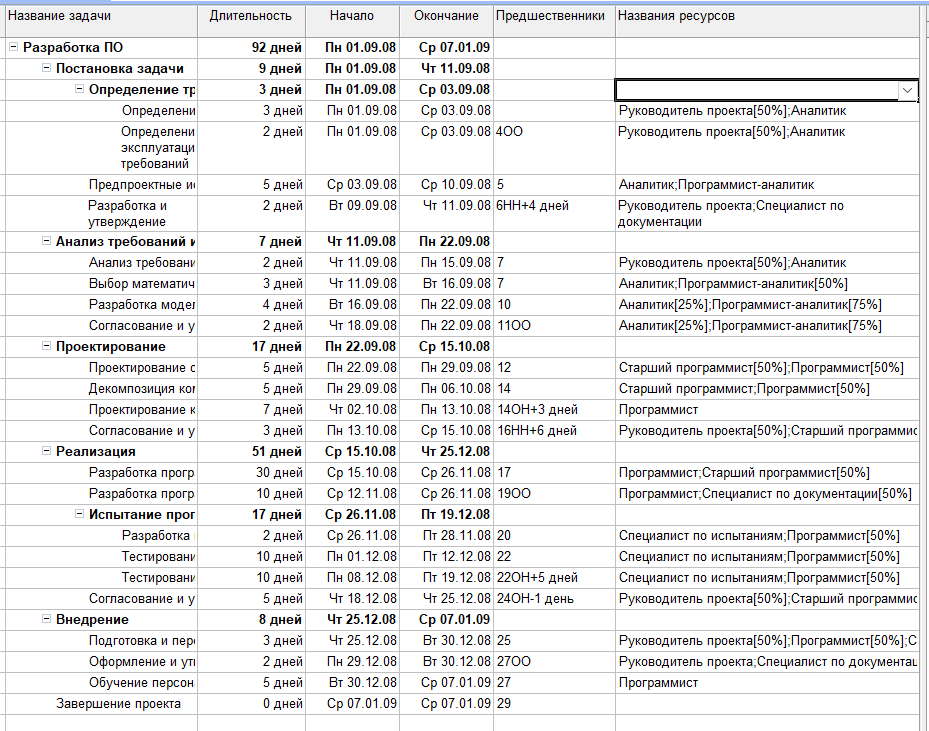 Название задачи Длительность Начало Окончание Предшественники Названия ресурсов
Разработка ПО 92 дней Пн 01.09.08 Ср 07.01.09
Постановка задачи 9 дней Пн 01.09.08 Чт 11.09.08
Определение тр 3 дней Пн 01.09.08 Ср 03.09.08
Определени 3 дней Пн 01.09.08 Ср 03.09.08 Руководитель проекта[50%];Аналитик
Определени 2 дней Пн 01.09.08 Ср 03.09.08 4ОО Руководитель проекта[50%];Аналитик
эксплуатаци
требований
Предпроектные ис 5 дней Ср 03.09.08 Ср 10.09.08 5 Аналитик;Программист-аналитик
Разработка и 2 дней Вт 09.09.08 Чт 11.09.08 6НН+4 дней Руководитель проекта;Специалист по
утверждение документации
Анализ требований и 7 дней Чт 11.09.08 Пн 22.09.08
Анализ требовани 2 дней Чт 11.09.08 Пн 15.09.08 7 Руководитель проекта[50%];Аналитик
Выбор математич 3 дней Чт 11.09.08 Вт 16.09.08 7 Аналитик;Программист-аналитик[50%]
Разработка модел 4 дней Вт 16.09.08 Пн 22.09.08 10 Аналитик[25%];Программист-аналитик[75%]
Согласование и у 2 дней Чт 18.09.08 Пн 22.09.08 11ОО Аналитик[25%];Программист-аналитик[75%]
Проектирование 17 дней Пн 22.09.08 Ср 15.10.08
Проектирование с 5 дней Пн 22.09.08 Пн 29.09.08 12 Старший программист[50%];Программист[50%]
Декомпозиция ком 5 дней Пн 29.09.08 Пн 06.10.08 14 Старший программист;Программист[50%]
Проектирование к 7 дней Чт 02.10.08 Пн 13.10.08 14ОН+3 дней Программист
Согласование и у 3 дней Пн 13.10.08 Ср 15.10.08 16НН+6 дней Руководитель проекта[50%];Старший программис
Реализация 51 дней Ср 15.10.08 Чт 25.12.08
Разработка прогр 30 дней Ср 15.10.08 Ср 26.11.08 17 Программист;Старший программист[50%]
Разработка прогр 10 дней Ср 12.11.08 Ср 26.11.08 19ОО Программист;Специалист по документации[50%]
Испытание прог 17 дней Ср 26.11.08 Пт 19.12.08
Разработка 2 дней Ср 26.11.08 Пт 28.11.08 20 Специалист по испытаниям;Программист[50%]
Тестировани 10 дней Пн 01.12.08 Пт 12.12.08 22 Специалист по испытаниям;Программист[50%]
Тестировани 10 дней Пн 08.12.08 Пт 19.12.08 22ОН+5 дней Специалист по испытаниям;Программист[50%]
Согласование и у 5 дней Чт 18.12.08 Чт 25.12.08 24ОН-1 день Руководитель проекта[50%];Старший программис
Внедрение 8 дней Чт 25.12.08 Ср 07.01.09
Подготовка и пер 3 дней Чт 25.12.08 Вт 30.12.08 25 Руководитель проекта[50%];Программист[50%];С
Оформление и ут 2 дней Пн 29.12.08 Вт 30.12.08 27ОО Руководитель проекта;Специалист по документац
Обучение персон 5 дней Вт 30.12.08 Ср 07.01.09 27 Программист
Завершение проекта 0 дней Ср 07.01.09 Ср 07.01.09 29